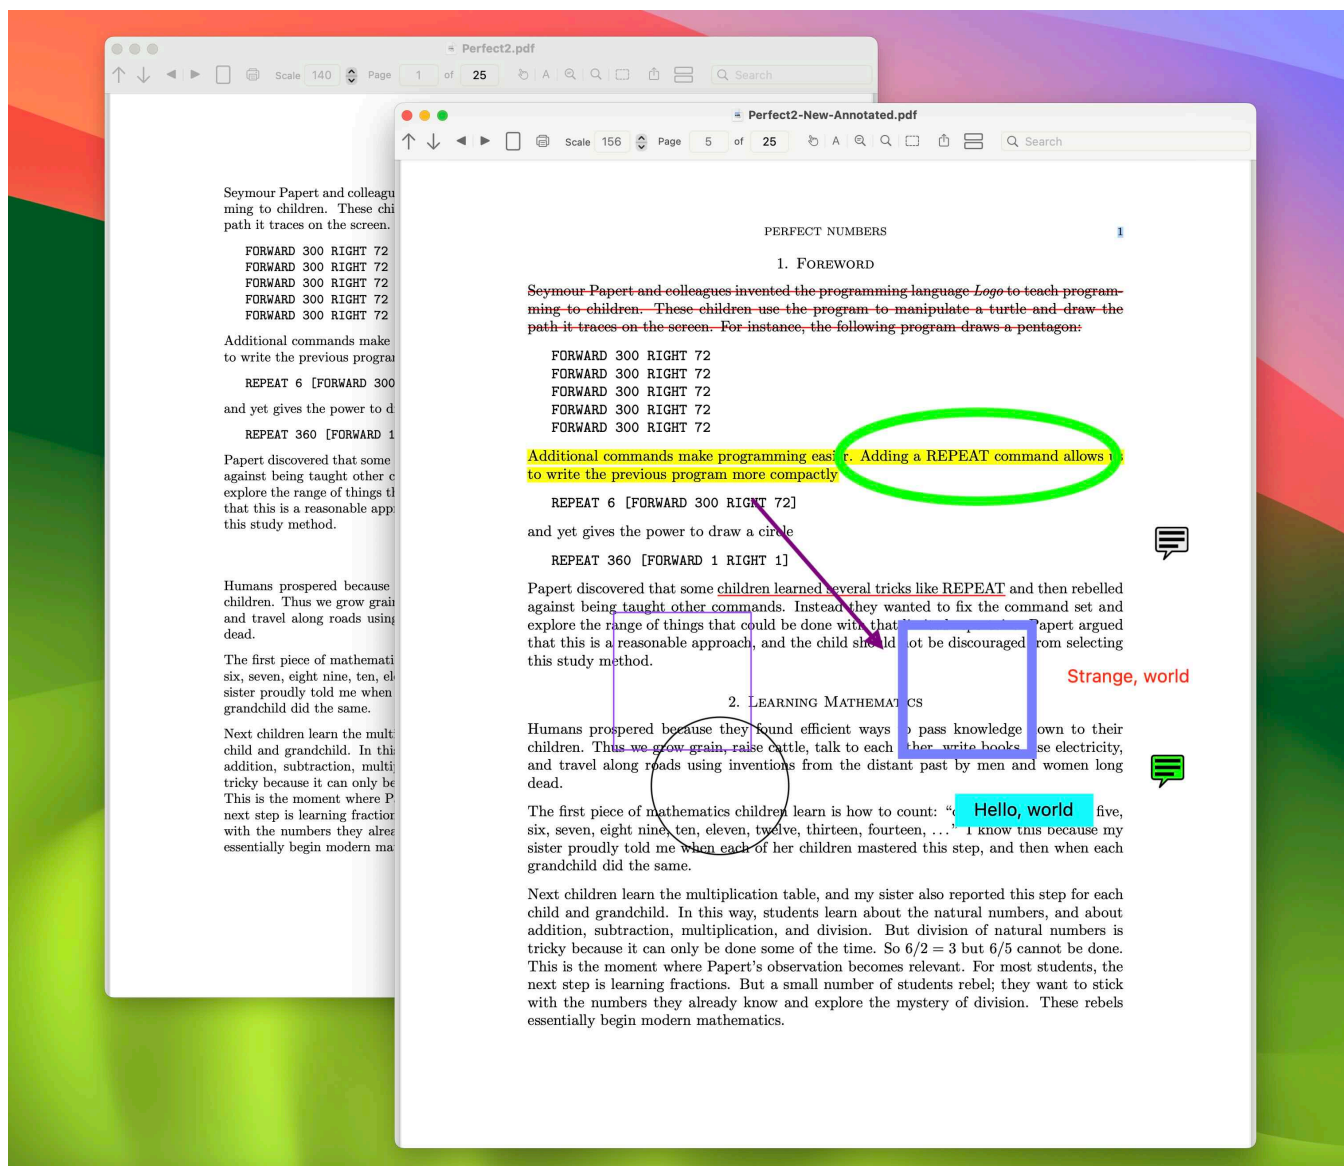 Perfect2.pdf
Scale 140 Page 1 of 25 A Search
Seymour Papert and colleagu
ming to children. These chi
path it traces on the screen.
FORWARD 300 RIGHT 72
FORWARD 300 RIGHT 72
FORWARD 300 RIGHT 72
FORWARD 300 RIGHT 72
FORWARD 300 RIGHT 72
Additional commands make
to write the previous progra
REPEAT 6 [FORWARD 300
and yet gives the power to d
REPEAT 360 [FORWARD 1
Papert discovered that some
against being taught other c
explore the range of things t
that this is a reasonable app
this study method.
Humans prospered because
children. Thus we grow grai
and travel along roads using
dead.
The first piece of mathemati
six, seven, eight nine, ten, el
sister proudly told me when
grandchild did the same.
Next children learn the mult
child and grandchild. In thi
addition, subtraction, multi
tricky because it can only be
This is the moment where P
next step is learning fraction
with the numbers they alrea
essentially begin modern ma
Perfect2-New-Annotated.pdf
Scale 156 Page 5 of 25 A Search
PERFECT NUMBERS 1
1. FOREWORD
Seymour Papert and colleagues invented the programming language Logo to teach program-
ming to children. These children use the program to manipulate a turtle and draw the
path it traces on the screen. For instance, the following program draws a pentagon:
FORWARD 300 RIGHT 72
FORWARD 300 RIGHT 72
FORWARD 300 RIGHT 72
FORWARD 300 RIGHT 72
FORWARD 300 RIGHT 72
Additional commands make programming easier. Adding a REPEAT command allows us
to write the previous program more compactly
REPEAT 6 [FORWARD 300 RIGHT 72]
and yet gives the power to draw a circle
REPEAT 360 [FORWARD 1 RIGHT 1]
Papert discovered that some children learned several tricks like REPEAT and then rebelled
against being taught other commands. Instead they wanted to fix the command set and
explore the range of things that could be done with that Papert argued
that this is a reasonable approach, and the child should not be discouraged from selecting
this study method.
Strange, world
2. LEARNING MATHEMATICS
Humans prospered because they found efficient ways to pass knowledge down to their
children. Thus we grow grain, raise cattle, talk to each other, write books, use electricity,
and travel along roads using inventions from the distant past by men and women long
dead.
The first piece of mathematics children learn is how to count: “ five,
Hello, world
six, seven, eight nine, ten, eleven, twelve, thirteen, fourteen, …” I know this because my
sister proudly told me when each of her children mastered this step, and then when each
grandchild did the same.
Next children learn the multiplication table, and my sister also reported this step for each
child and grandchild. In this way, students learn about the natural numbers, and about
addition, subtraction, multiplication, and division. But division of natural numbers is
tricky because it can only be done some of the time. So 6/2 = 3 but 6/5 cannot be done.
This is the moment where Papert’s observation becomes relevant. For most students, the
next step is learning fractions. But a small number of students rebel; they want to stick
with the numbers they already know and explore the mystery of division. These rebels
essentially begin modern mathematics.